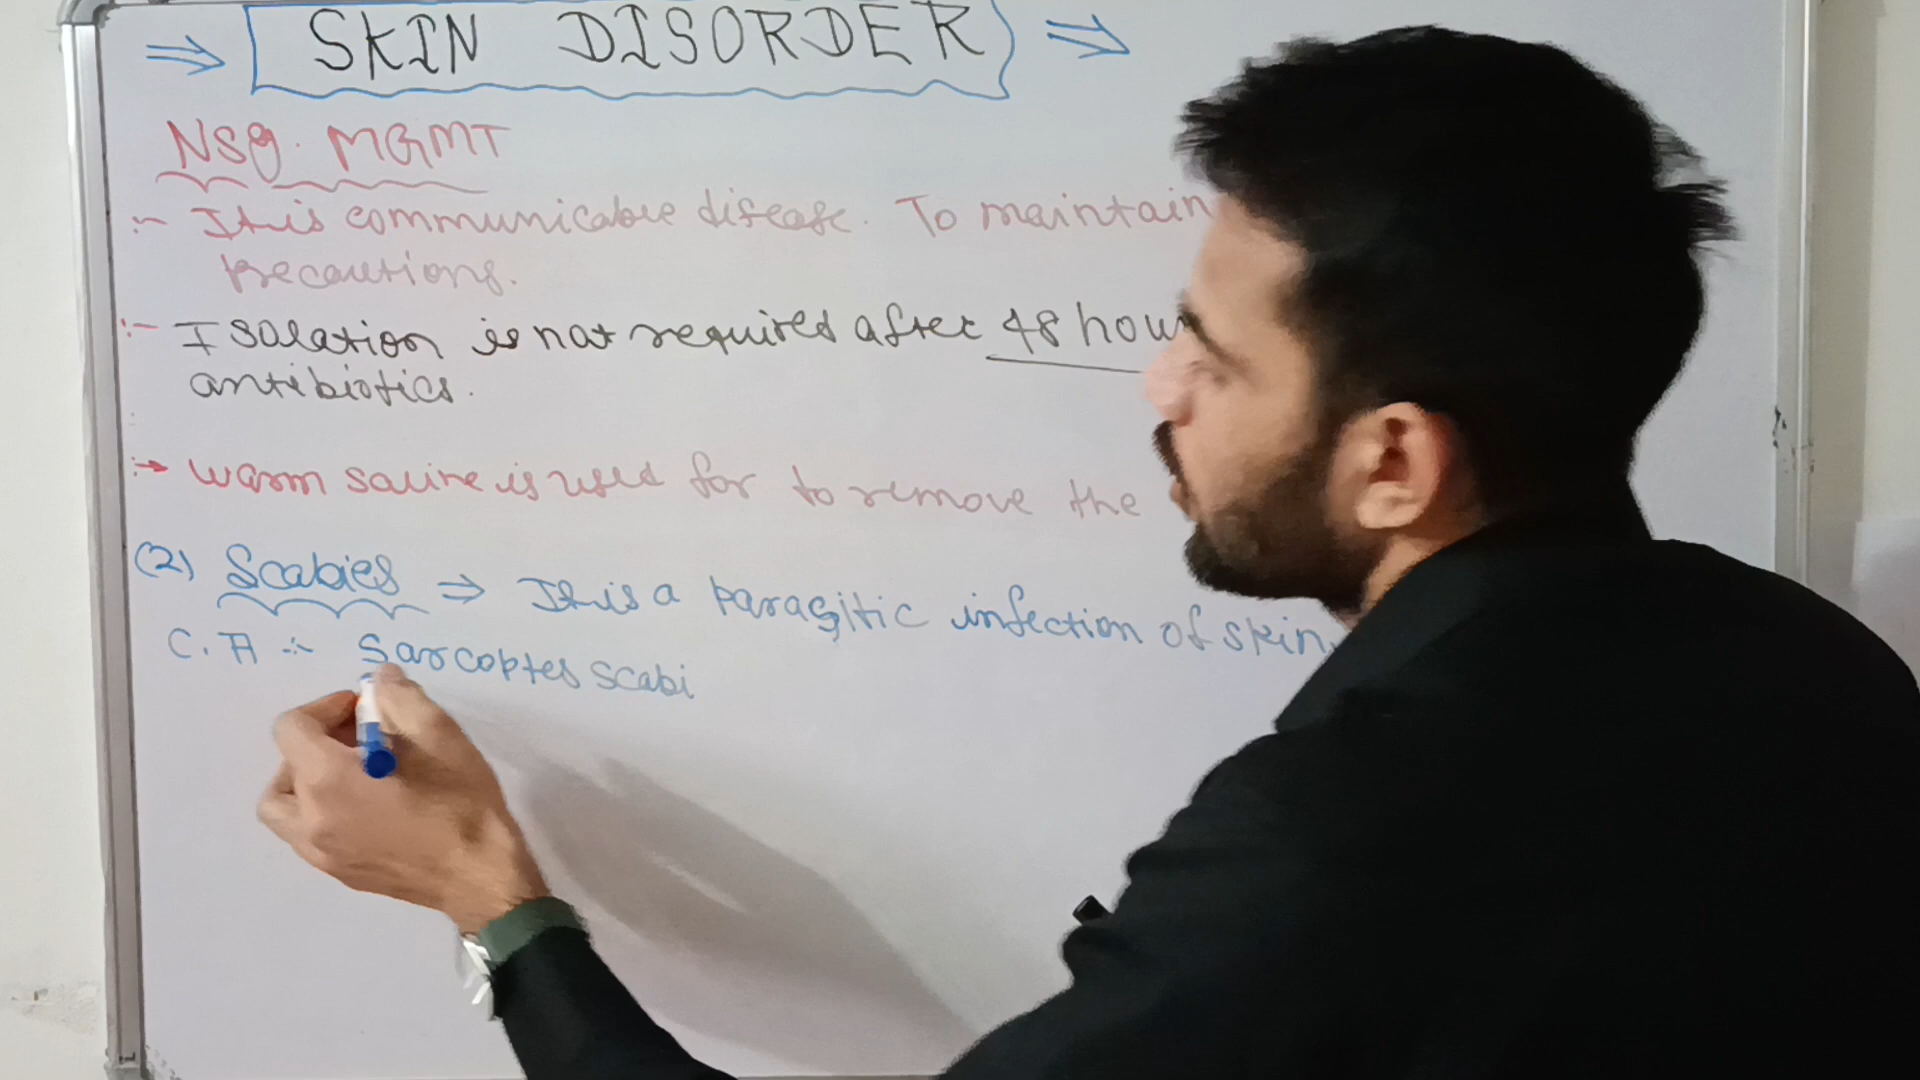 ⇒ SKIN DISORDER ⇒
NSg. MGMT
:- It is communicable disease. To maintain
precautions.
:- Isolation is not required after 48 hour
antibiotics.
:→ warm saline is used for to remove the
(2) Scabies ⇒ It is a parasitic infection of skin.
C.A :- Sarcoptes scabi